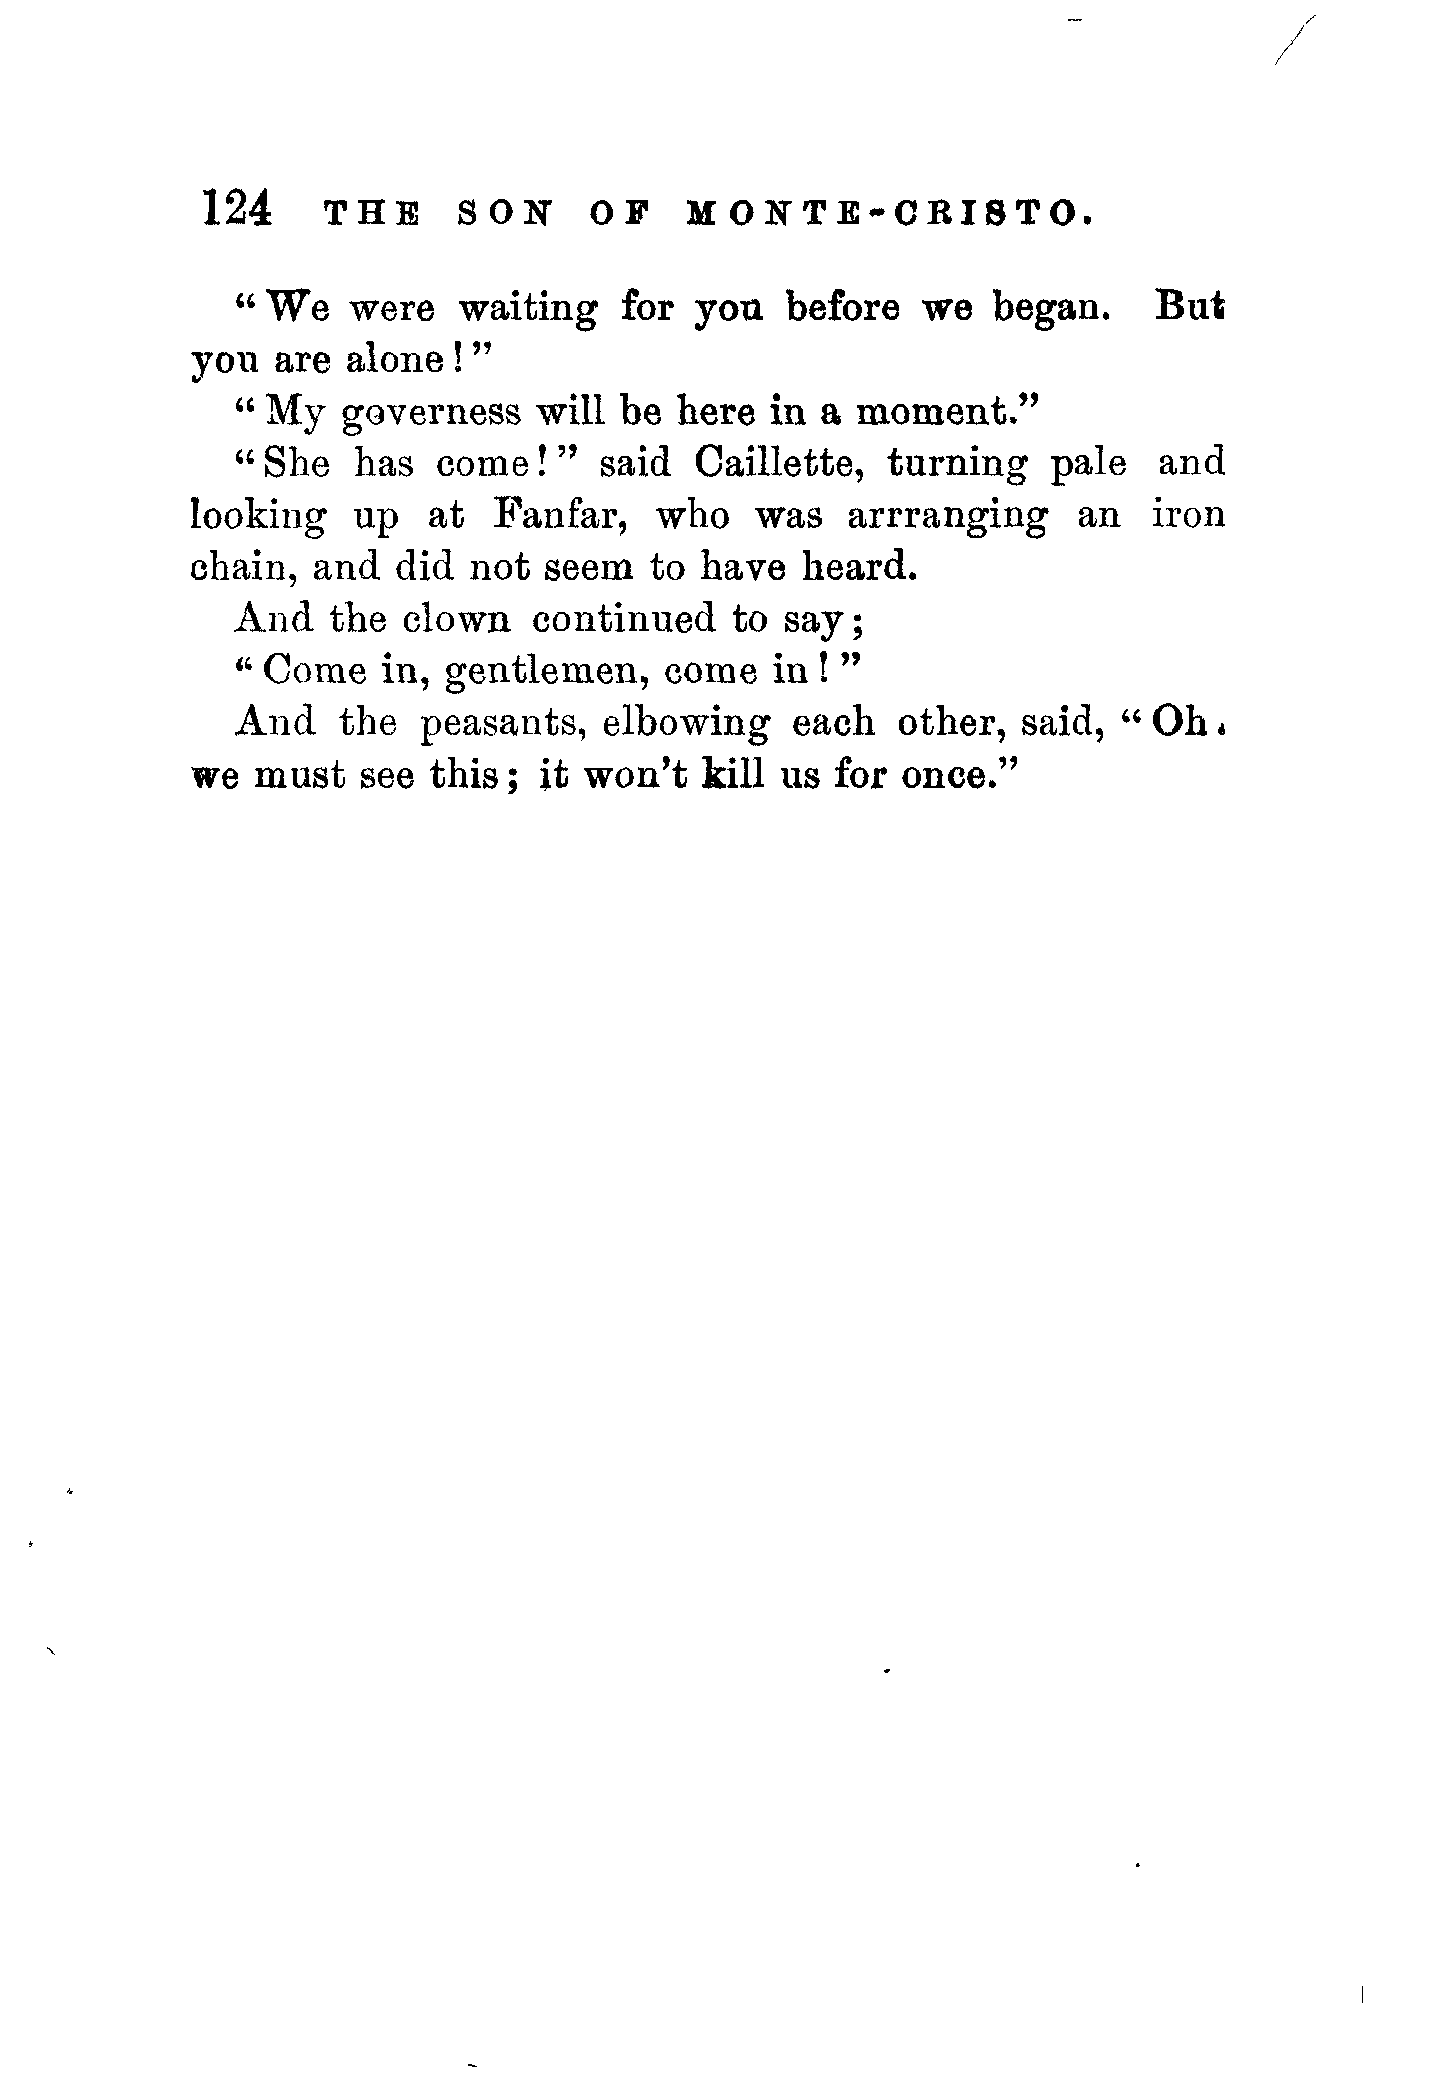 124 THE SON OF MONTE-CRISTO.
“We were waiting for you before we began. But
you are alone!”
“My governess will be here in a moment.”
“She has come!” said Caillette, turning pale and
looking up at Fanfar, who was arrranging an iron
chain, and did not seem to have heard.
And the clown continued to say;
“Come in, gentlemen, come in!”
And the peasants, elbowing each other, said, “Oh,
we must see this; it won’t kill us for once.”